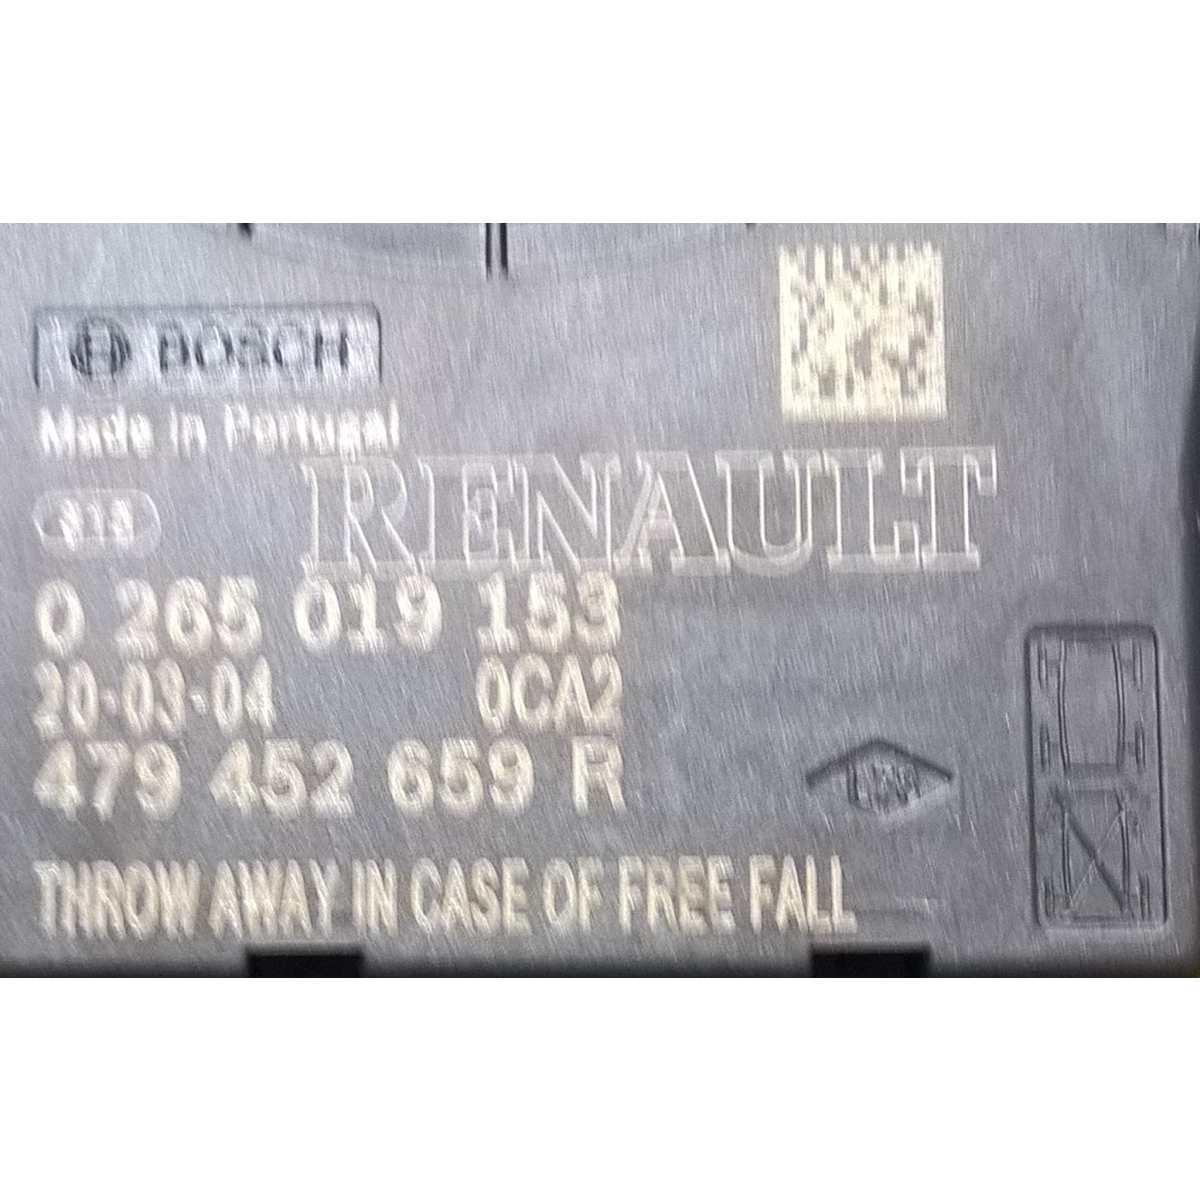 BOSCH
Made in Portugal
RENAULT
0 265 019 153
20-03-04 0CA2
479 452 659 R
THROW AWAY IN CASE OF FREE FALL